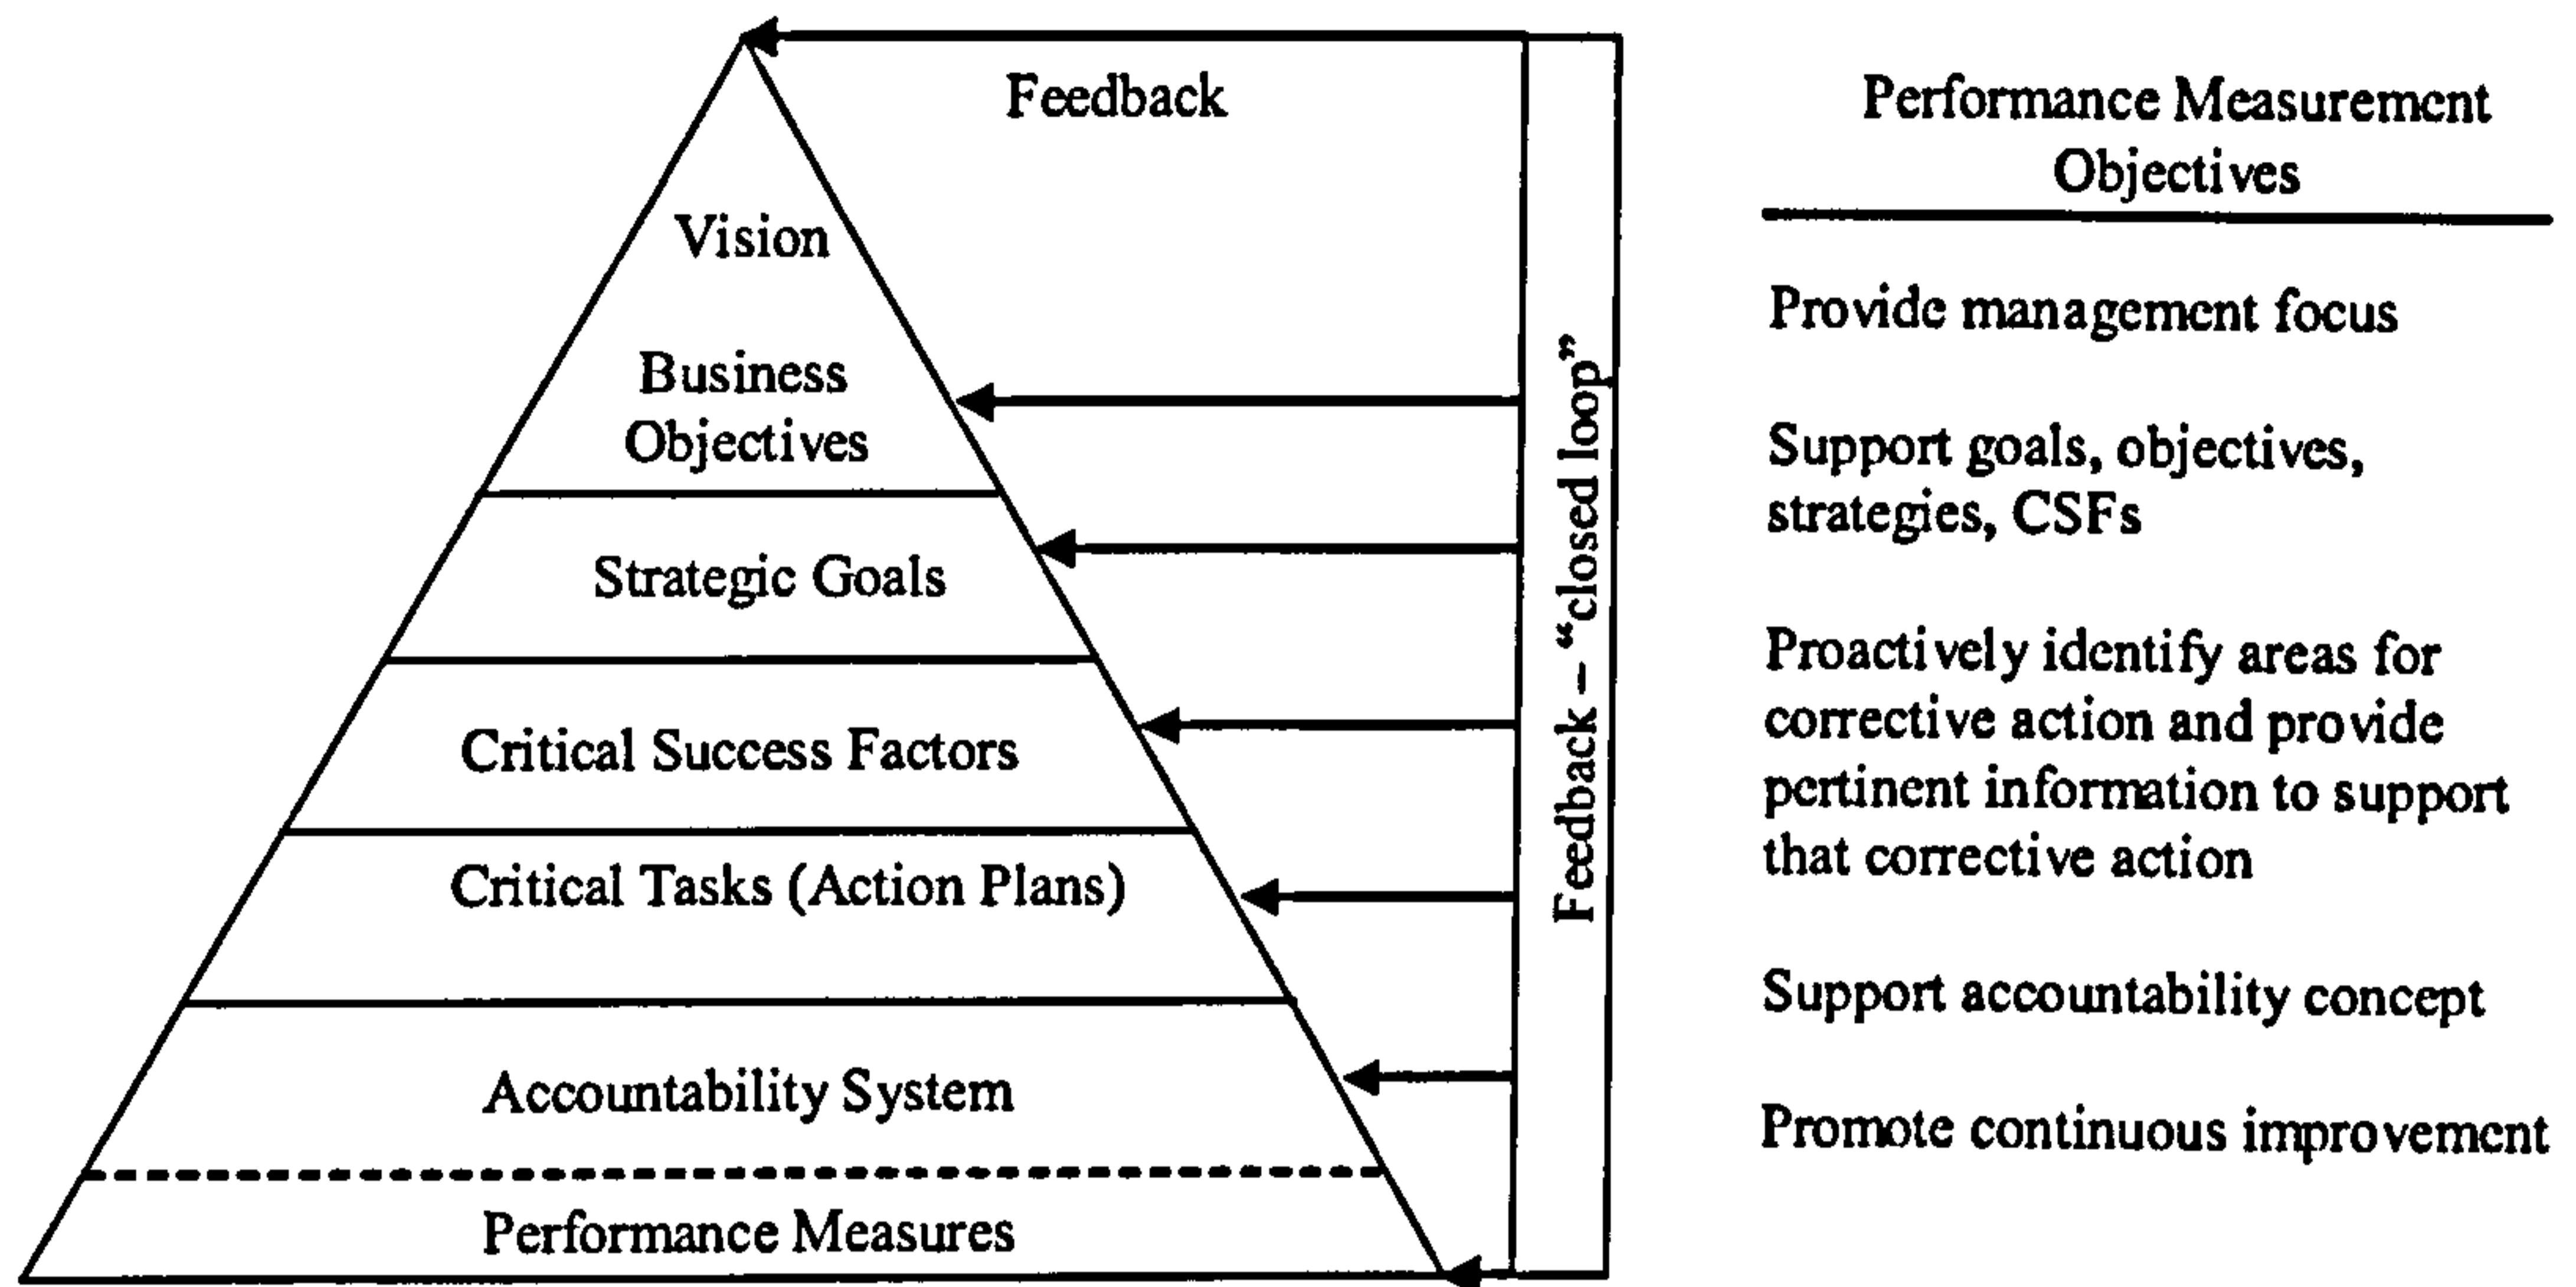 Feedback
Vision
Business
Objectives
Strategic Goals
Critical Success Factors
Critical Tasks (Action Plans)
Accountability System
Performance Measures
Feedback – “closed loop”
Performance Measurement
Objectives
Provide management focus
Support goals, objectives,
strategies, CSFs
Proactively identify areas for
corrective action and provide
pertinent information to support
that corrective action
Support accountability concept
Promote continuous improvement